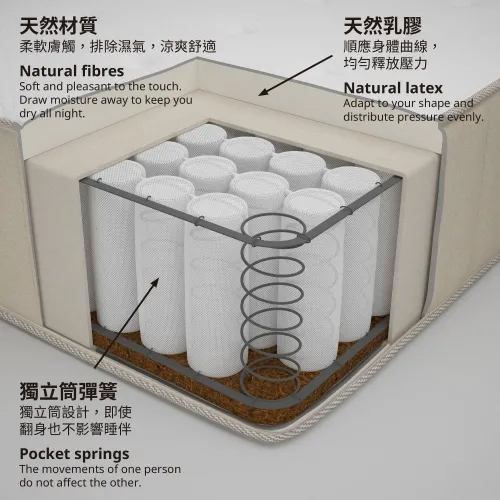 天然材質
柔軟膚觸，排除濕氣，涼爽舒適
Natural fibres
Soft and pleasant to the touch.
Draw moisture away to keep you
dry all night.
天然乳膠
順應身體曲線，
均勻釋放壓力
Natural latex
Adapt to your shape and
distribute pressure evenly.
獨立筒彈簧
獨立筒設計，即使
翻身也不影響睡伴
Pocket springs
The movements of one person
do not affect the other.